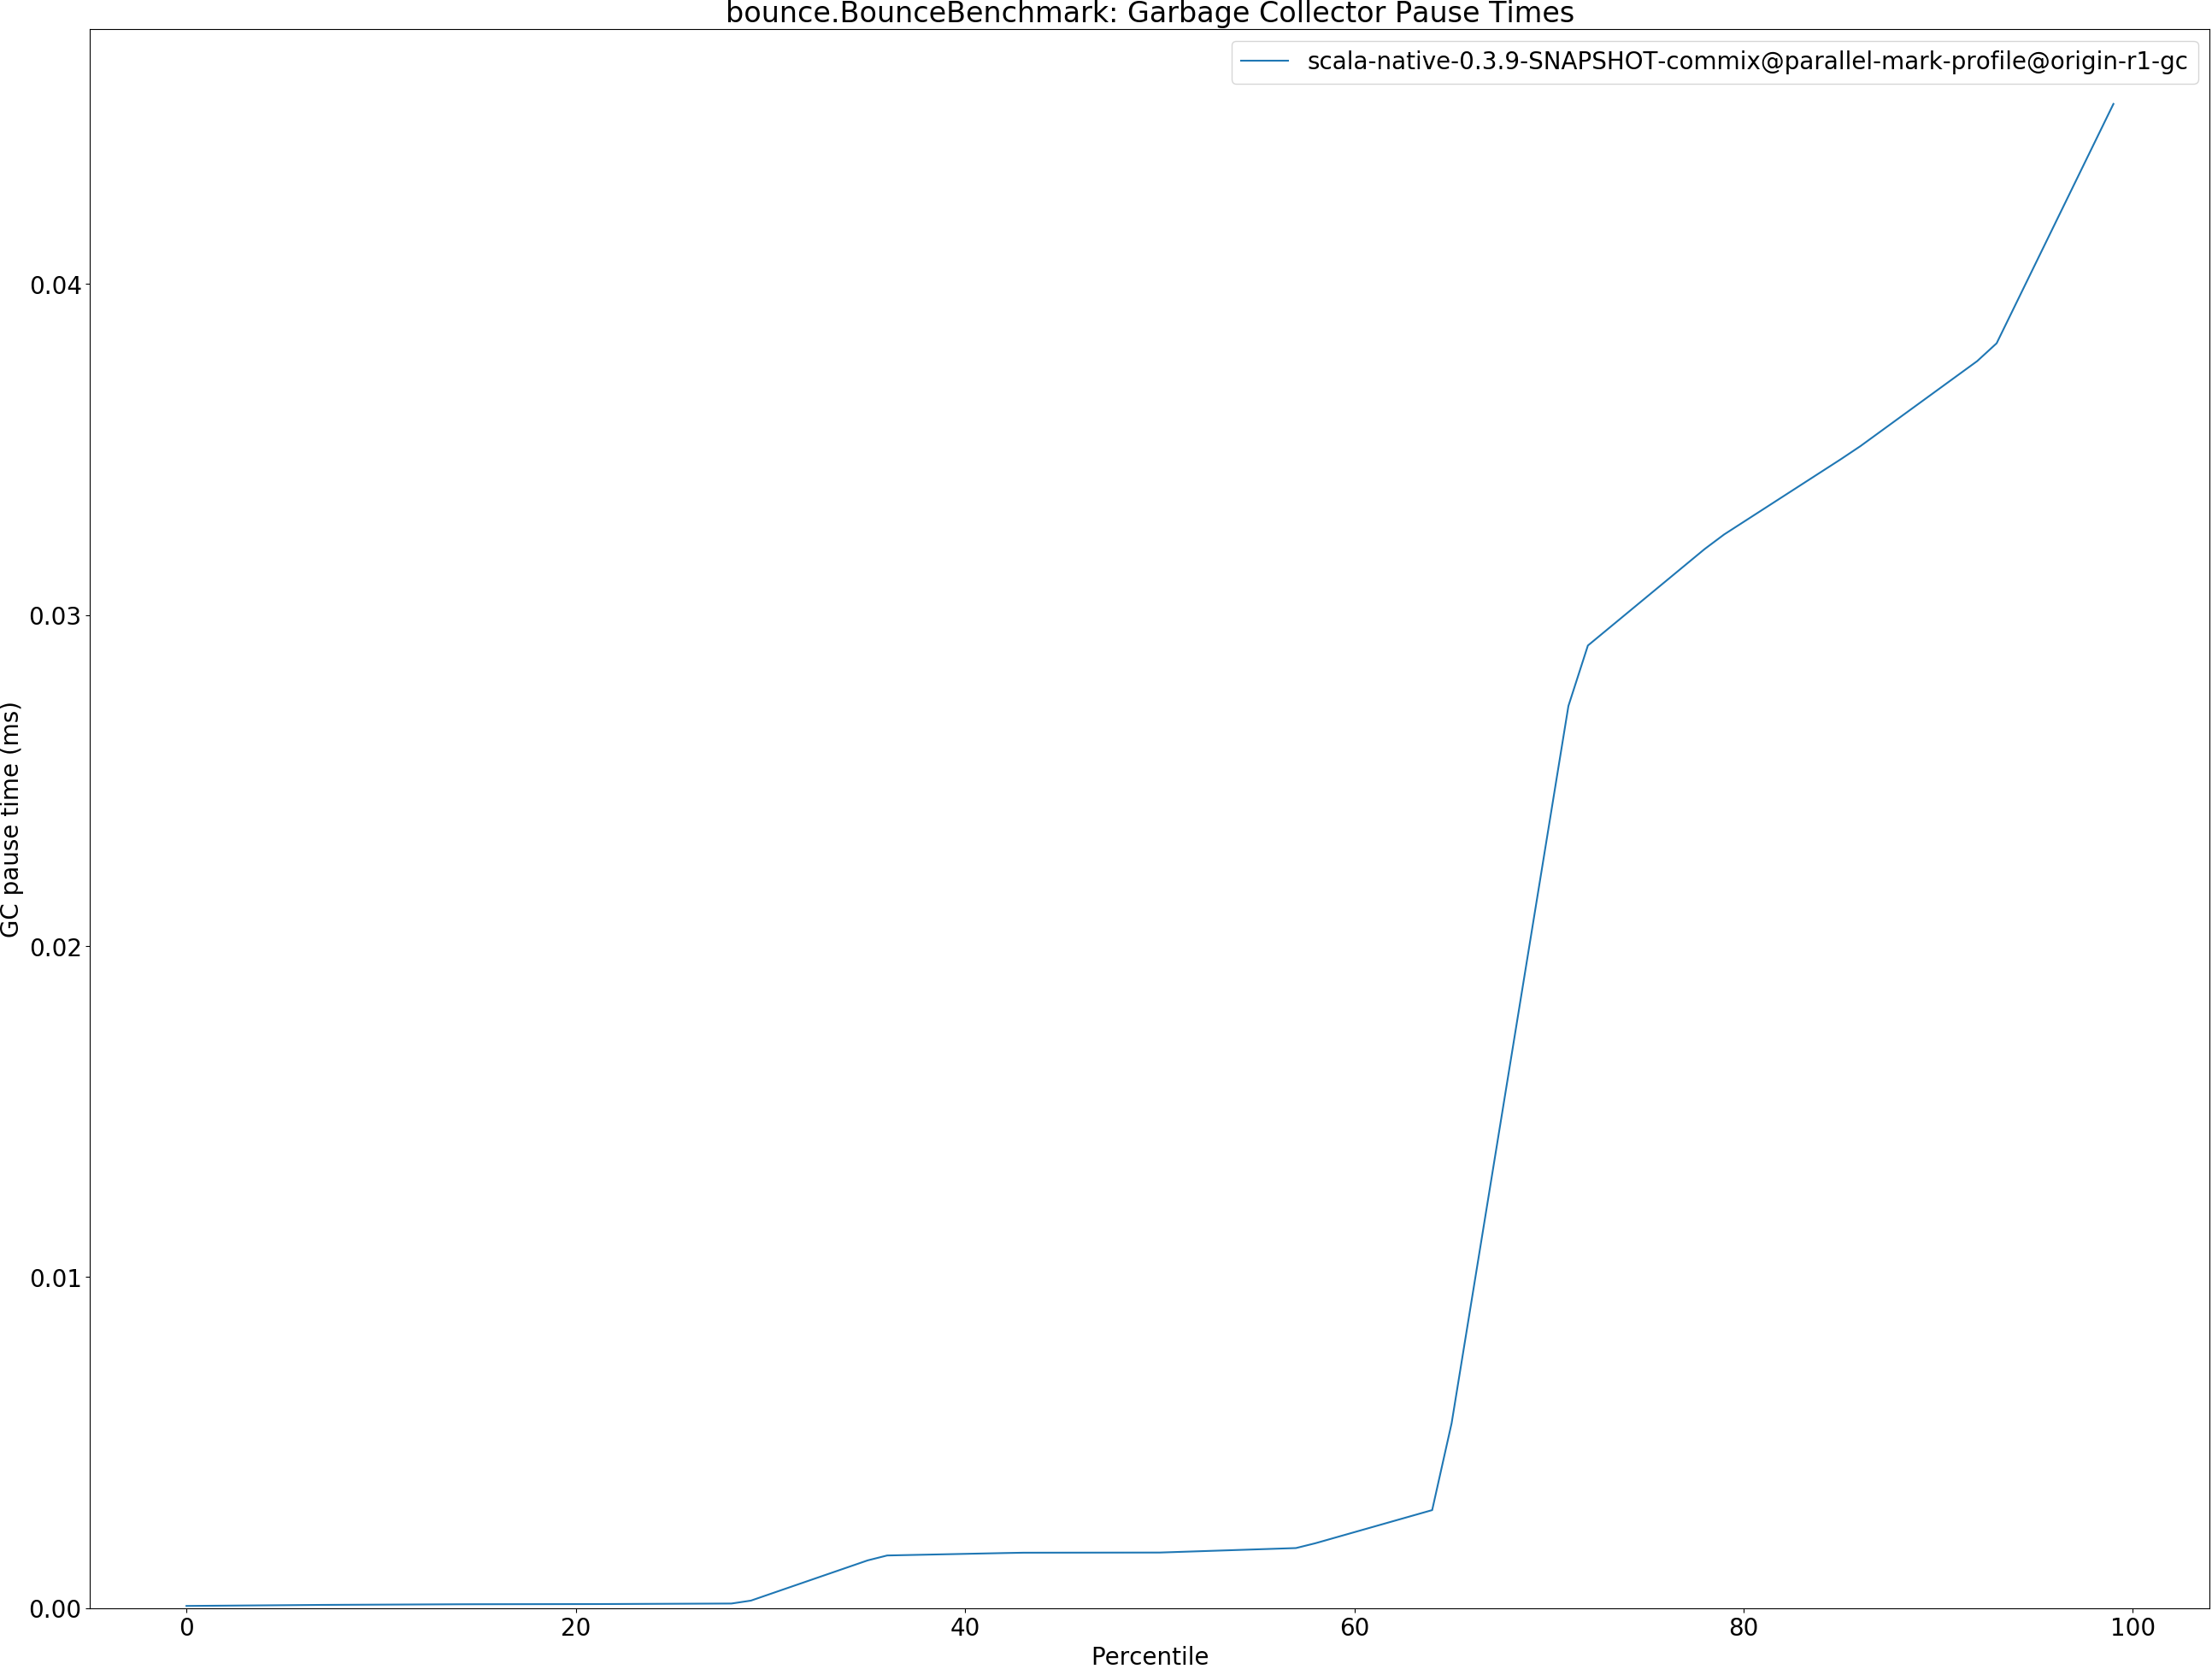 bounce.BounceBenchmark: Garbage Collector Pause Times
scala-native-0.3.9-SNAPSHOT-commix@parallel-mark-profile@origin-r1-gc
GC pause time (ms)
0.04
0.03
0.02
0.01
0.00
0 20 40 60 80 100
Percentile